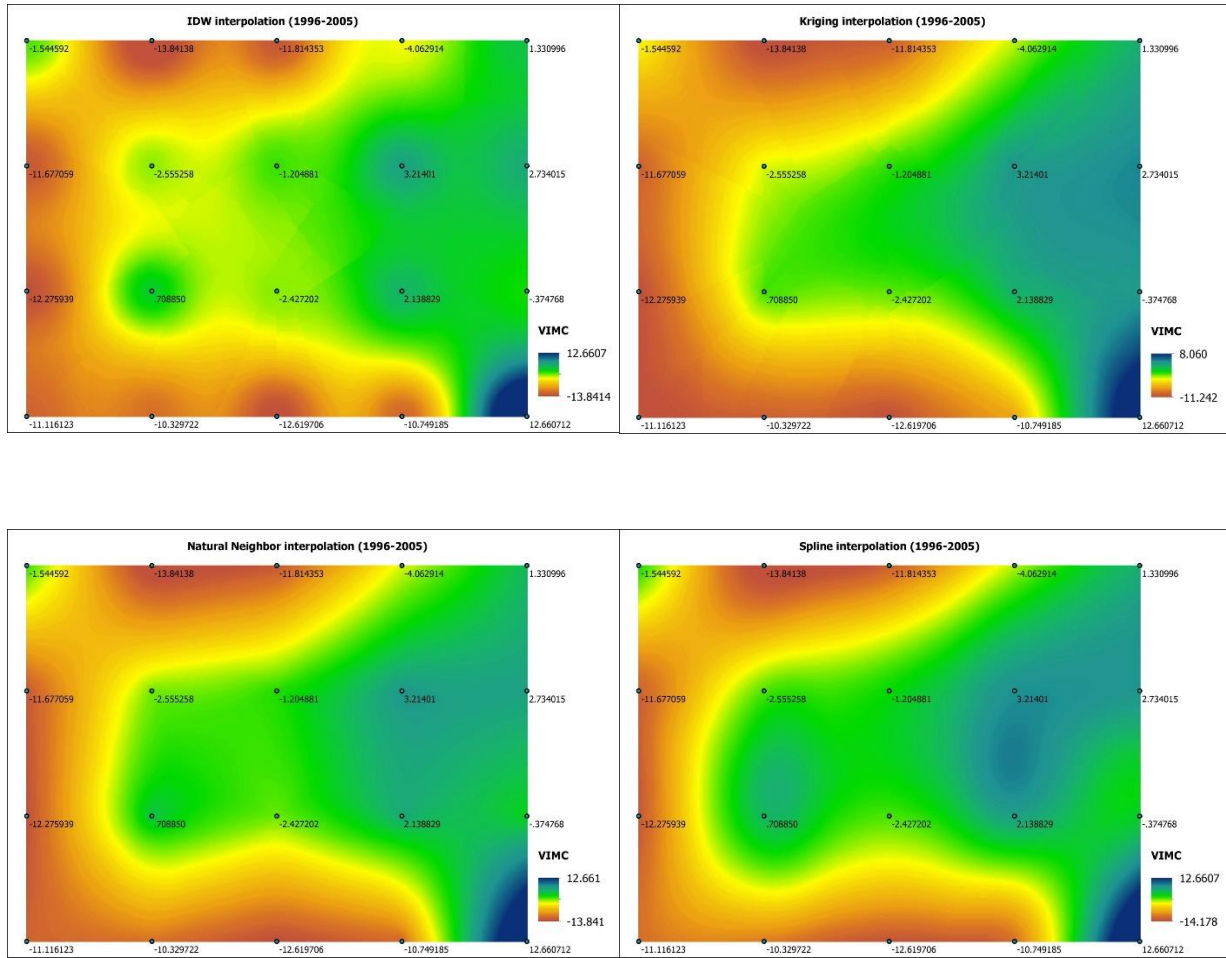 IDW interpolation (1996-2005)
-1.544592 -13.84138 -11.814353 -4.062914 1.330996
-11.677059 -2.555258 -1.204881 3.21401 2.734015
-12.275939 .708850 -2.427202 2.138829 -.374768
VIMC
12.6607
-13.8414
-11.116123 -10.329722 -12.619706 -10.749185 12.660712
Kriging interpolation (1996-2005)
-1.544592 -13.84138 -11.814353 -4.062914 1.330996
-11.677059 -2.555258 -1.204881 3.21401 2.734015
-12.275939 .708850 -2.427202 2.138829 -.374768
VIMC
8.060
-11.242
-11.116123 -10.329722 -12.619706 -10.749185 12.660712
Natural Neighbor interpolation (1996-2005)
-1.544592 -13.84138 -11.814353 -4.062914 1.330996
-11.677059 -2.555258 -1.204881 3.21401 2.734015
-12.275939 .708850 -2.427202 2.138829 -.374768
VIMC
12.661
-13.841
-11.116123 -10.329722 -12.619706 -10.749185 12.660712
Spline interpolation (1996-2005)
-1.544592 -13.84138 -11.814353 -4.062914 1.330996
-11.677059 -2.555258 -1.204881 3.21401 2.734015
-12.275939 .708850 -2.427202 2.138829 -.374768
VIMC
12.6607
-14.178
-11.116123 -10.329722 -12.619706 -10.749185 12.660712